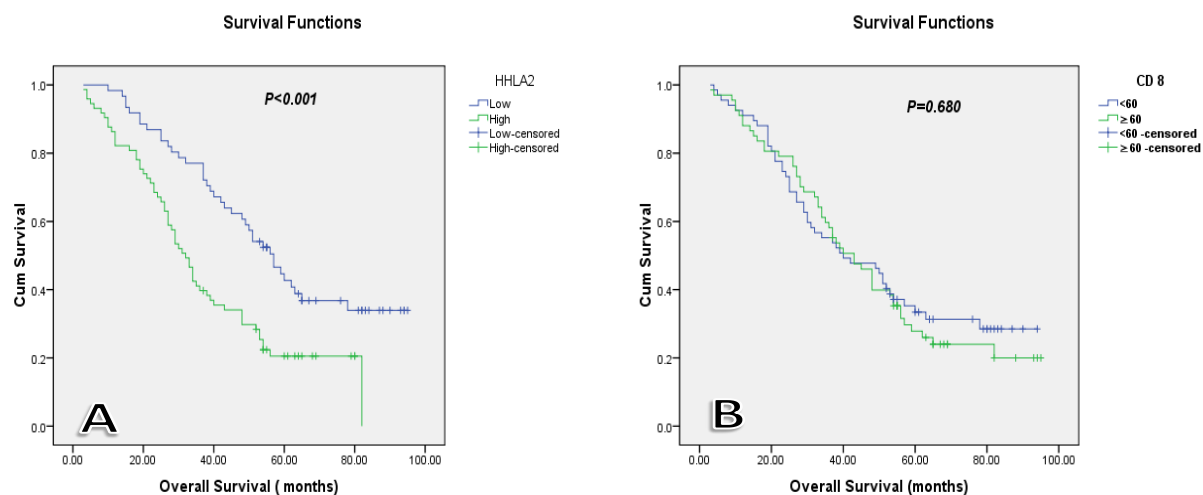 Survival Functions
HHLA2
Low
High
Low-censored
High-censored
P<0.001
1.0
0.8
0.6
0.4
0.2
0.0
Cum Survival
0.00 20.00 40.00 60.00 80.00 100.00
Overall Survival ( months)
A
Survival Functions
CD 8
<60
≥60
<60 -censored
≥60 -censored
P=0.680
1.0
0.8
0.6
0.4
0.2
0.0
Cum Survival
0.00 20.00 40.00 60.00 80.00 100.00
Overall Survival (months)
B